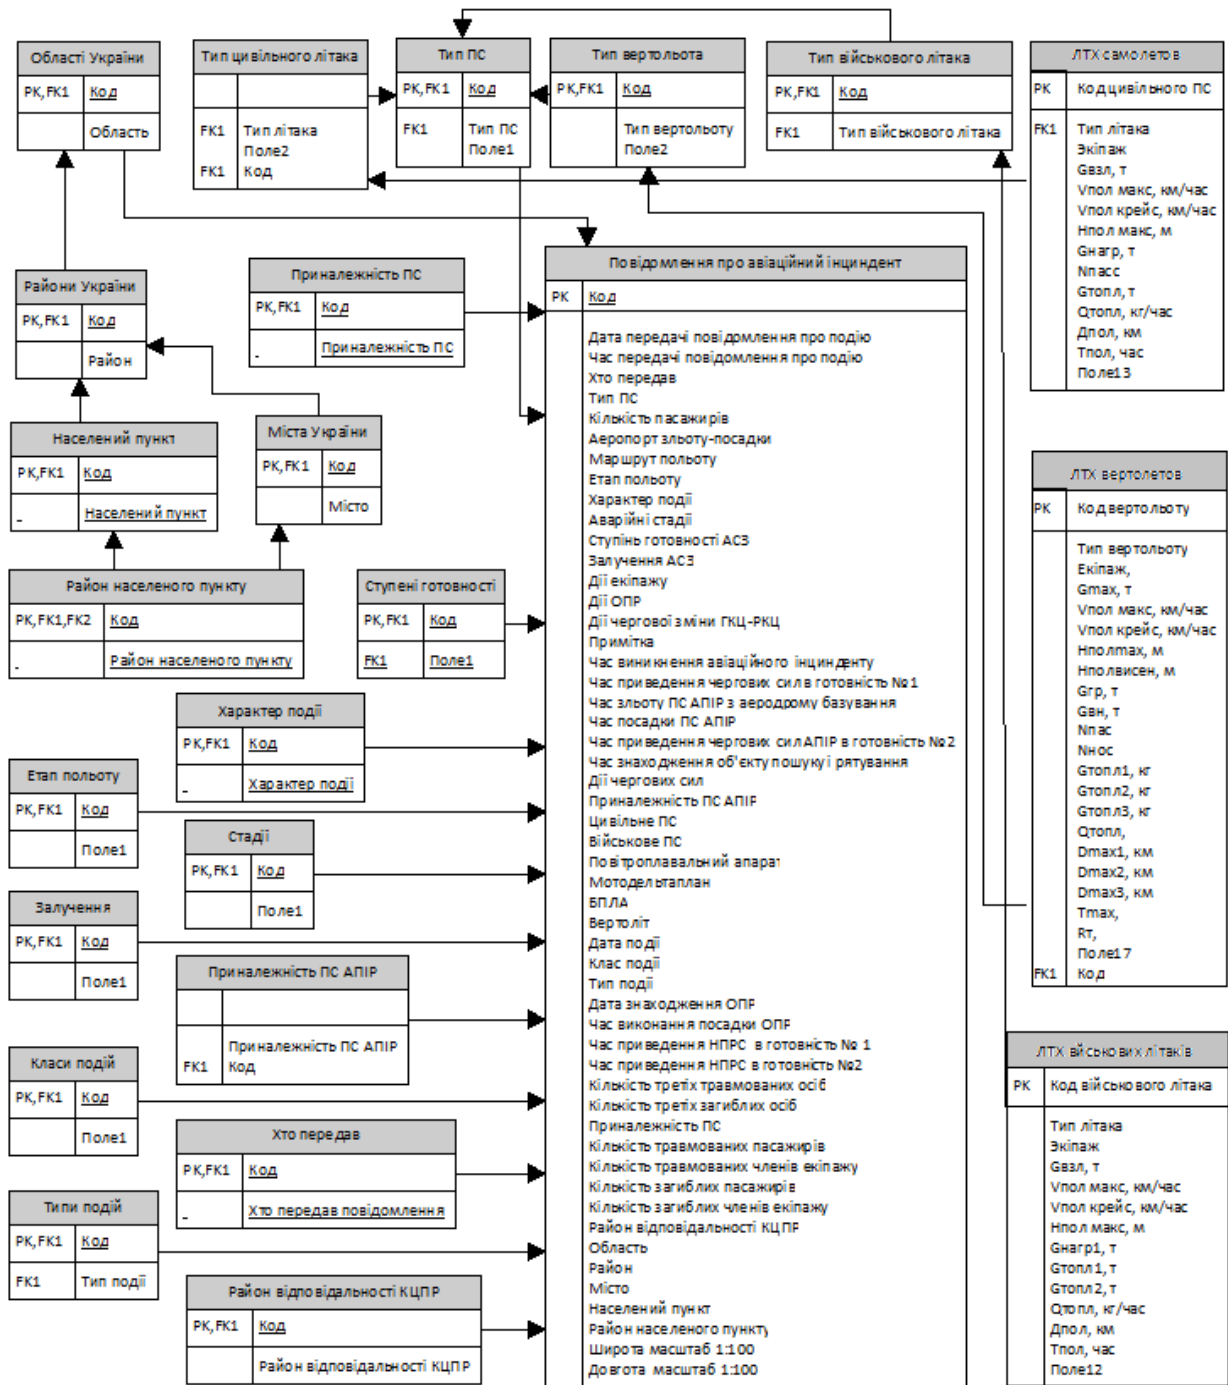 Області України
PK,FK1 Код
Область
Тип цивільного літака
FK1 Тип літака
Поле2
FK1 Код
Тип ПС
PK,FK1 Код
FK1 Тип ПС
Поле1
Тип вертольота
PK,FK1 Код
Тип вертольоту
Поле2
Тип військового літака
PK,FK1 Код
FK1 Тип військового літака
ЛТХ самолетов
PK Код цивільного ПС
FK1 Тип літака
Экіпаж
Gвзл, т
Vпол макс, км/час
Vпол крейс, км/час
Hпол макс, м
Gнагр, т
Nпасс
Gтопл, т
Qтопл, кг/час
Дпол, км
Tпол, час
Поле13
Райони України
PK,FK1 Код
Район
Приналежність ПС
PK,FK1 Код
- Приналежність ПС
Населений пункт
PK,FK1 Код
- Населений пункт
Міста України
PK,FK1 Код
Місто
Район населеного пункту
PK,FK1,FK2 Код
- Район населеного пункту
Ступені готовності
PK,FK1 Код
FK1 Поле1
Характер події
PK,FK1 Код
- Характер події
Етап польоту
PK,FK1 Код
Поле1
Стадії
PK,FK1 Код
Поле1
Залучення
PK,FK1 Код
Поле1
Приналежність ПС АПІР
Приналежність ПС АПІР
FK1 Код
Класи подій
PK,FK1 Код
Поле1
Хто передав
PK,FK1 Код
- Хто передав повідомлення
Типи подій
PK,FK1 Код
FK1 Тип події
Район відповідальності КЦПР
PK,FK1 Код
Район відповідальності КЦПР
Повідомлення про авіаційний інциндент
PK Код
Дата передачі повідомлення про подію
Час передачі повідомлення про подію
Хто передав
Тип ПС
Кількість пасажирів
Аеропорт зльоту-посадки
Маршрут польоту
Етап польоту
Характер події
Аварійні стадії
Ступінь готовності АСЗ
Залучення АСЗ
Дії екіпажу
Дії ОПР
Дії чергової зміни ГКЦ-РКЦ
Примітка
Час виникнення авіаційного інцинденту
Час приведення чергових сил в готовність №1
Час зльоту ПС АПІР з аеродрому базування
Час посадки ПС АПІР
Час приведення чергових сил АПІР в готовність №2
Час знаходження об'єкту пошуку і рятування
Дії чергових сил
Приналежність ПС АПІР
Цивільне ПС
Військове ПС
Повітроплавальний апарат
Мотодельтаплан
БПЛА
Вертоліт
Дата події
Клас події
Тип події
Дата знаходження ОПР
Час виконання посадки ОПР
Час приведення НПРС в готовність № 1
Час приведення НПРС в готовність №2
Кількість третіх травмованих осіб
Кількість третіх загиблих осіб
Приналежність ПС
Кількість травмованих пасажирів
Кількість травмованих членів екіпажу
Кількість загиблих пасажирів
Кількість загиблих членів екіпажу
Район відповідальності КЦПР
Область
Район
Місто
Населений пункт
Район населеного пункту
Широта масштаб 1:100
Довгота масштаб 1:100
ЛТХ вертолетов
PK Код вертольоту
Тип вертольоту
Екіпаж,
Gmax, т
Vпол макс, км/час
Vпол крейс, км/час
Hполmax, м
Hполвисен, м
Gгр, т
Gвн, т
Nпас
Nнос
Gтопл1, кг
Gтопл2, кг
Gтопл3, кг
Qтопл,
Dmax1, км
Dmax2, км
Dmax3, км
Tmax,
Rт,
Поле17
FK1 Код
ЛТХ вйськових літаків
PK Код військового літака
Тип літака
Экіпаж
Gвзл, т
Vпол макс, км/час
Vпол крейс, км/час
Hпол макс, м
Gнагр1, т
Gтопл1, т
Gтопл2, т
Qтопл, кг/час
Дпол, км
Tпол, час
Поле12